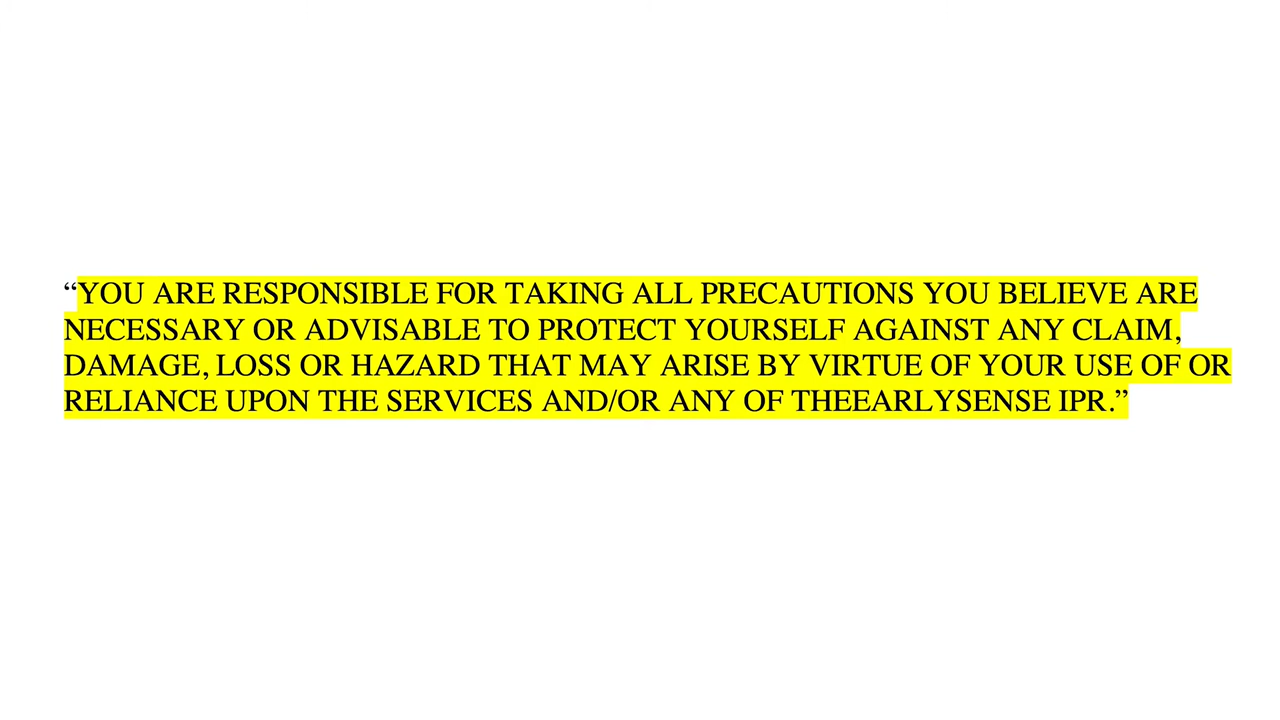 “YOU ARE RESPONSIBLE FOR TAKING ALL PRECAUTIONS YOU BELIEVE ARE
NECESSARY OR ADVISABLE TO PROTECT YOURSELF AGAINST ANY CLAIM,
DAMAGE, LOSS OR HAZARD THAT MAY ARISE BY VIRTUE OF YOUR USE OF OR
RELIANCE UPON THE SERVICES AND/OR ANY OF THEEARLYSENSE IPR.”